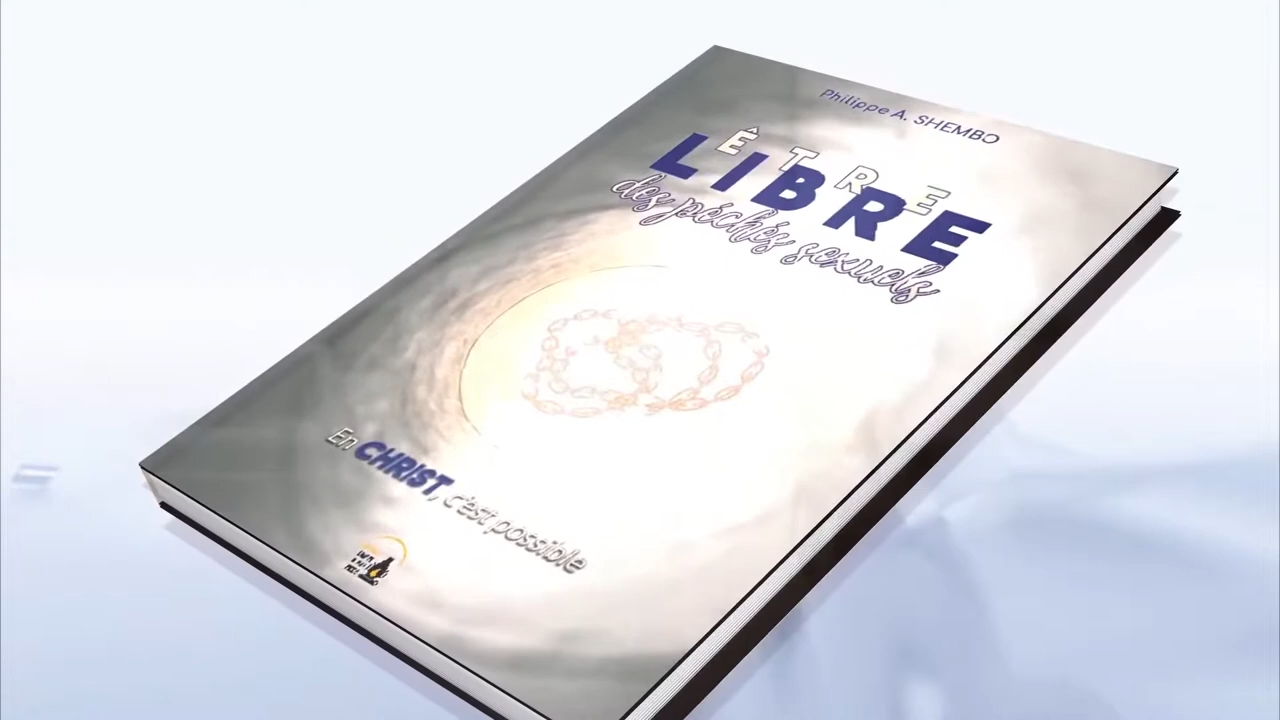 Philippe A. SHEMBO
ÊTRE
LIBRE
des péchés sexuels
En CHRIST, c'est possible